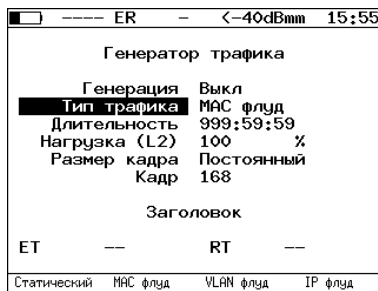 ---- ER – <-40dBmm 15:55
Генератор трафика
Генерация Выкл
Тип трафика MAC флуд
Длительность 999:59:59
Нагрузка (L2) 100 %
Размер кадра Постоянный
Кадр 168
Заголовок
ET -- RT --
Статический MAC флуд VLAN флуд IP флуд